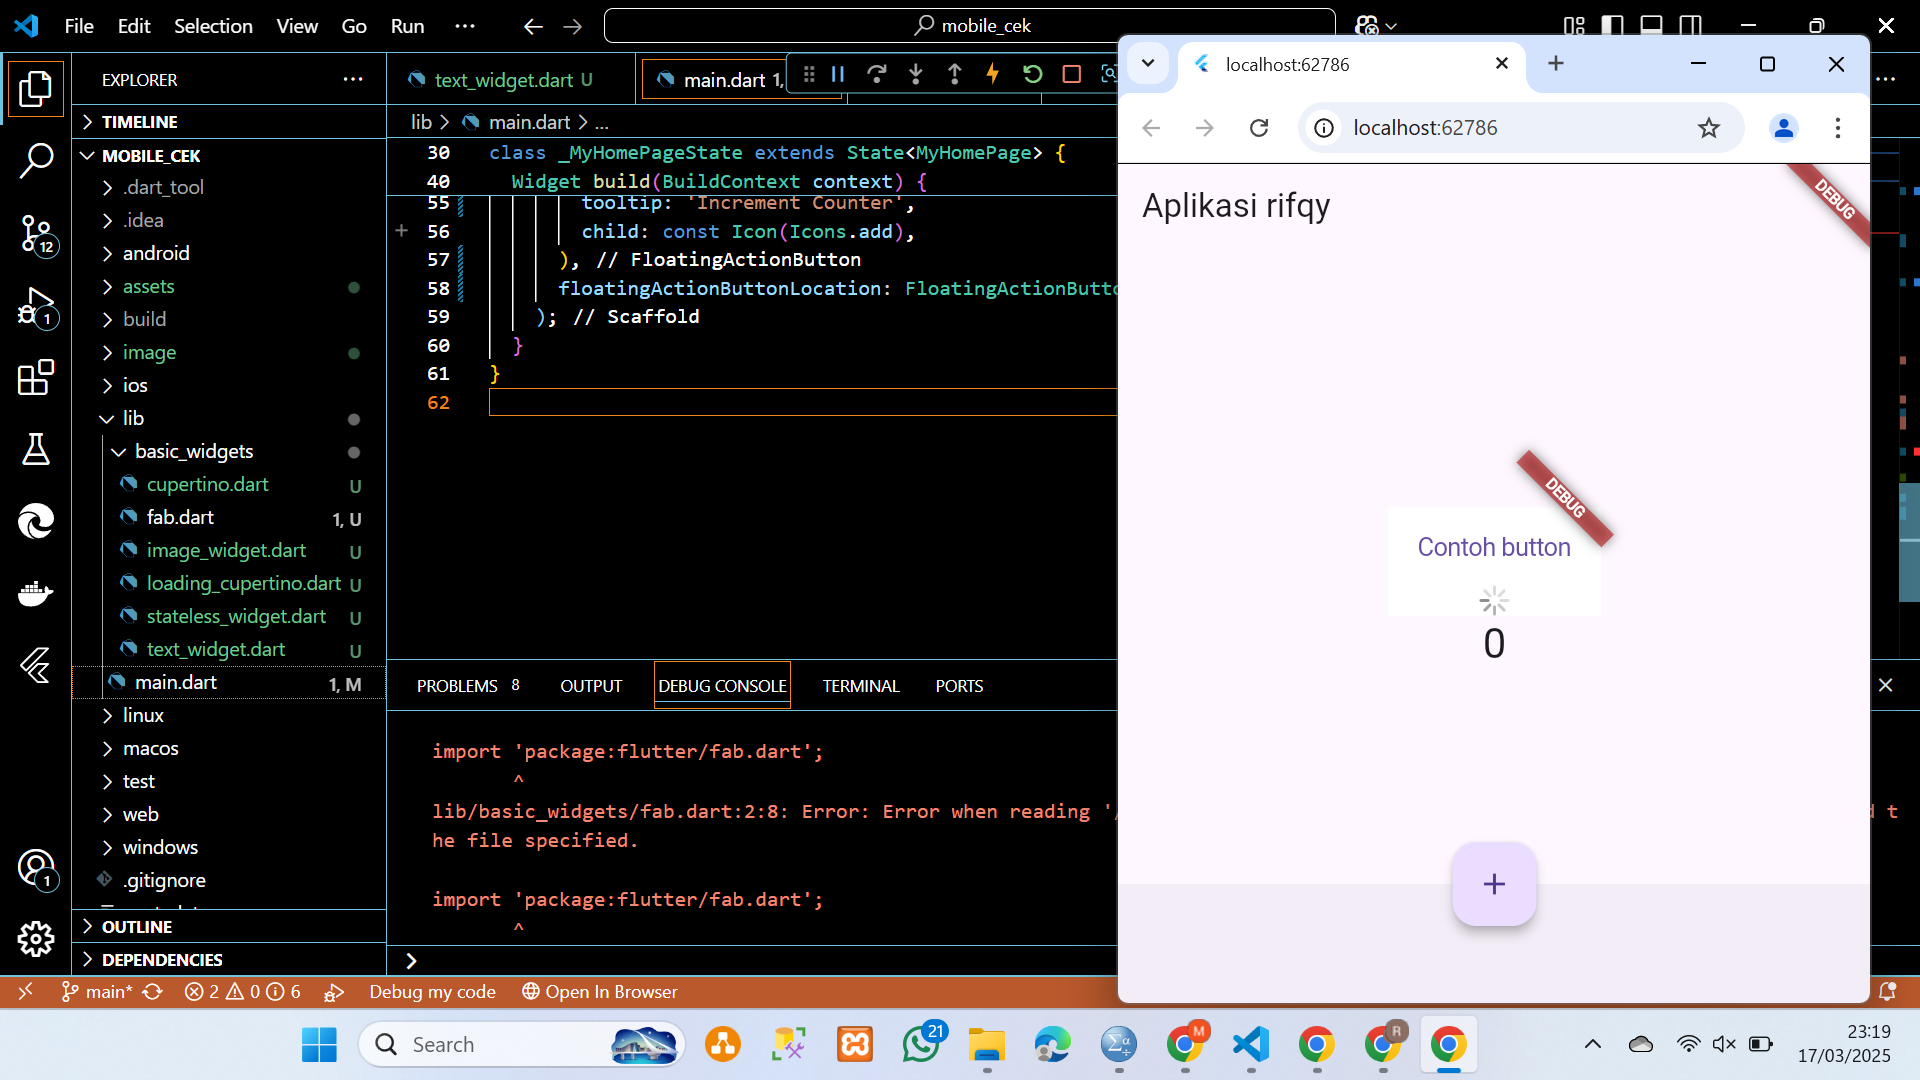 File Edit Selection View Go Run
mobile_cek
EXPLORER
TIMELINE
MOBILE_CEK
.dart_tool
.idea
android
assets
build
image
ios
lib
basic_widgets
cupertino.dart U
fab.dart 1, U
image_widget.dart U
loading_cupertino.dart U
stateless_widget.dart U
text_widget.dart U
main.dart 1, M
linux
macos
test
web
windows
.gitignore
OUTLINE
DEPENDENCIES
12
1
1
text_widget.dart U
main.dart 1,
lib > main.dart > ...
30 class _MyHomePageState extends State<MyHomePage> {
40 Widget build(BuildContext context) {
55 tooltip: 'Increment Counter',
56 child: const Icon(Icons.add),
57 ), // FloatingActionButton
58 floatingActionButtonLocation: FloatingActionButto
59 ); // Scaffold
60 }
61 }
62
PROBLEMS 8 OUTPUT DEBUG CONSOLE TERMINAL PORTS
import 'package:flutter/fab.dart';
^
lib/basic_widgets/fab.dart:2:8: Error: Error when reading '
he file specified.
import 'package:flutter/fab.dart';
^
main* 2 0 6 Debug my code Open In Browser
localhost:62786
localhost:62786
Aplikasi rifqy
DEBUG
DEBUG
Contoh button
0
+
Search
21
M
R
23:19
17/03/2025